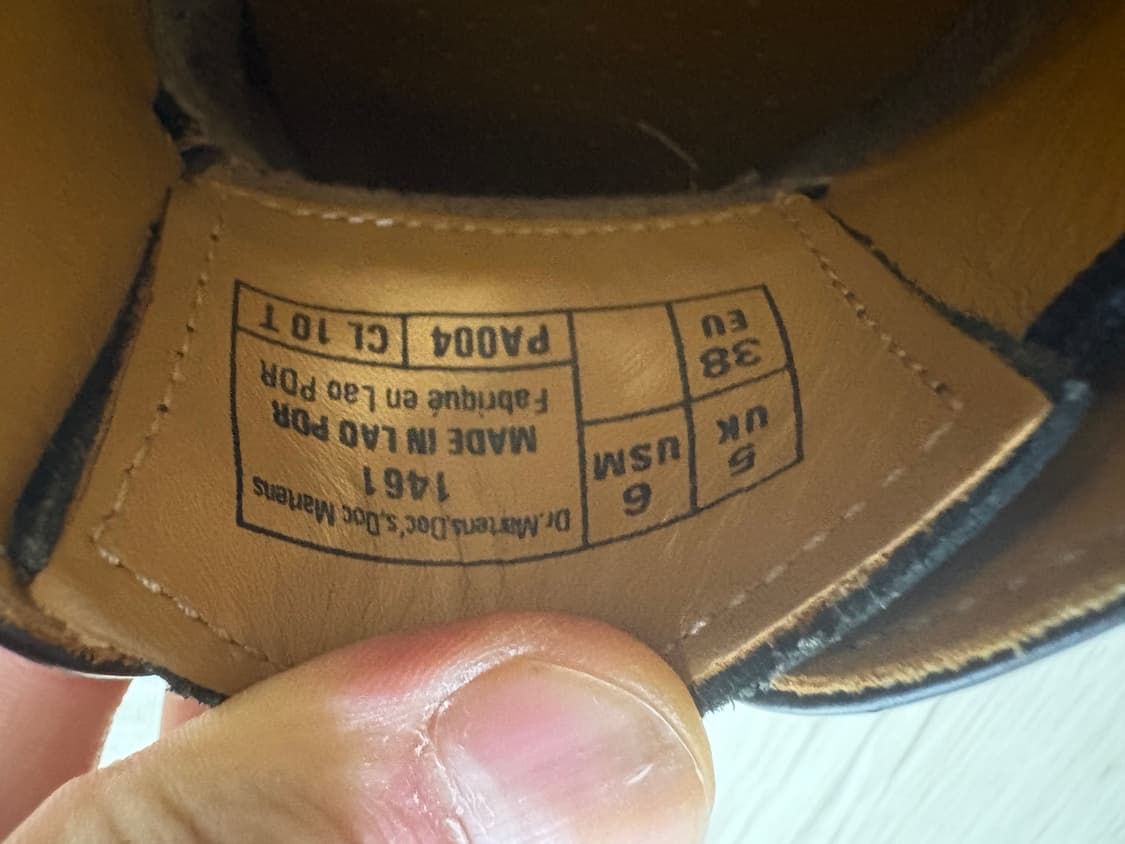 Dr.Martens,Doc's,Doc Martens
1461
MADE IN LAO PDR
Fabriqué en Lao PDR
PA004 CL 10 T
5 UK
6 USM
38 EU